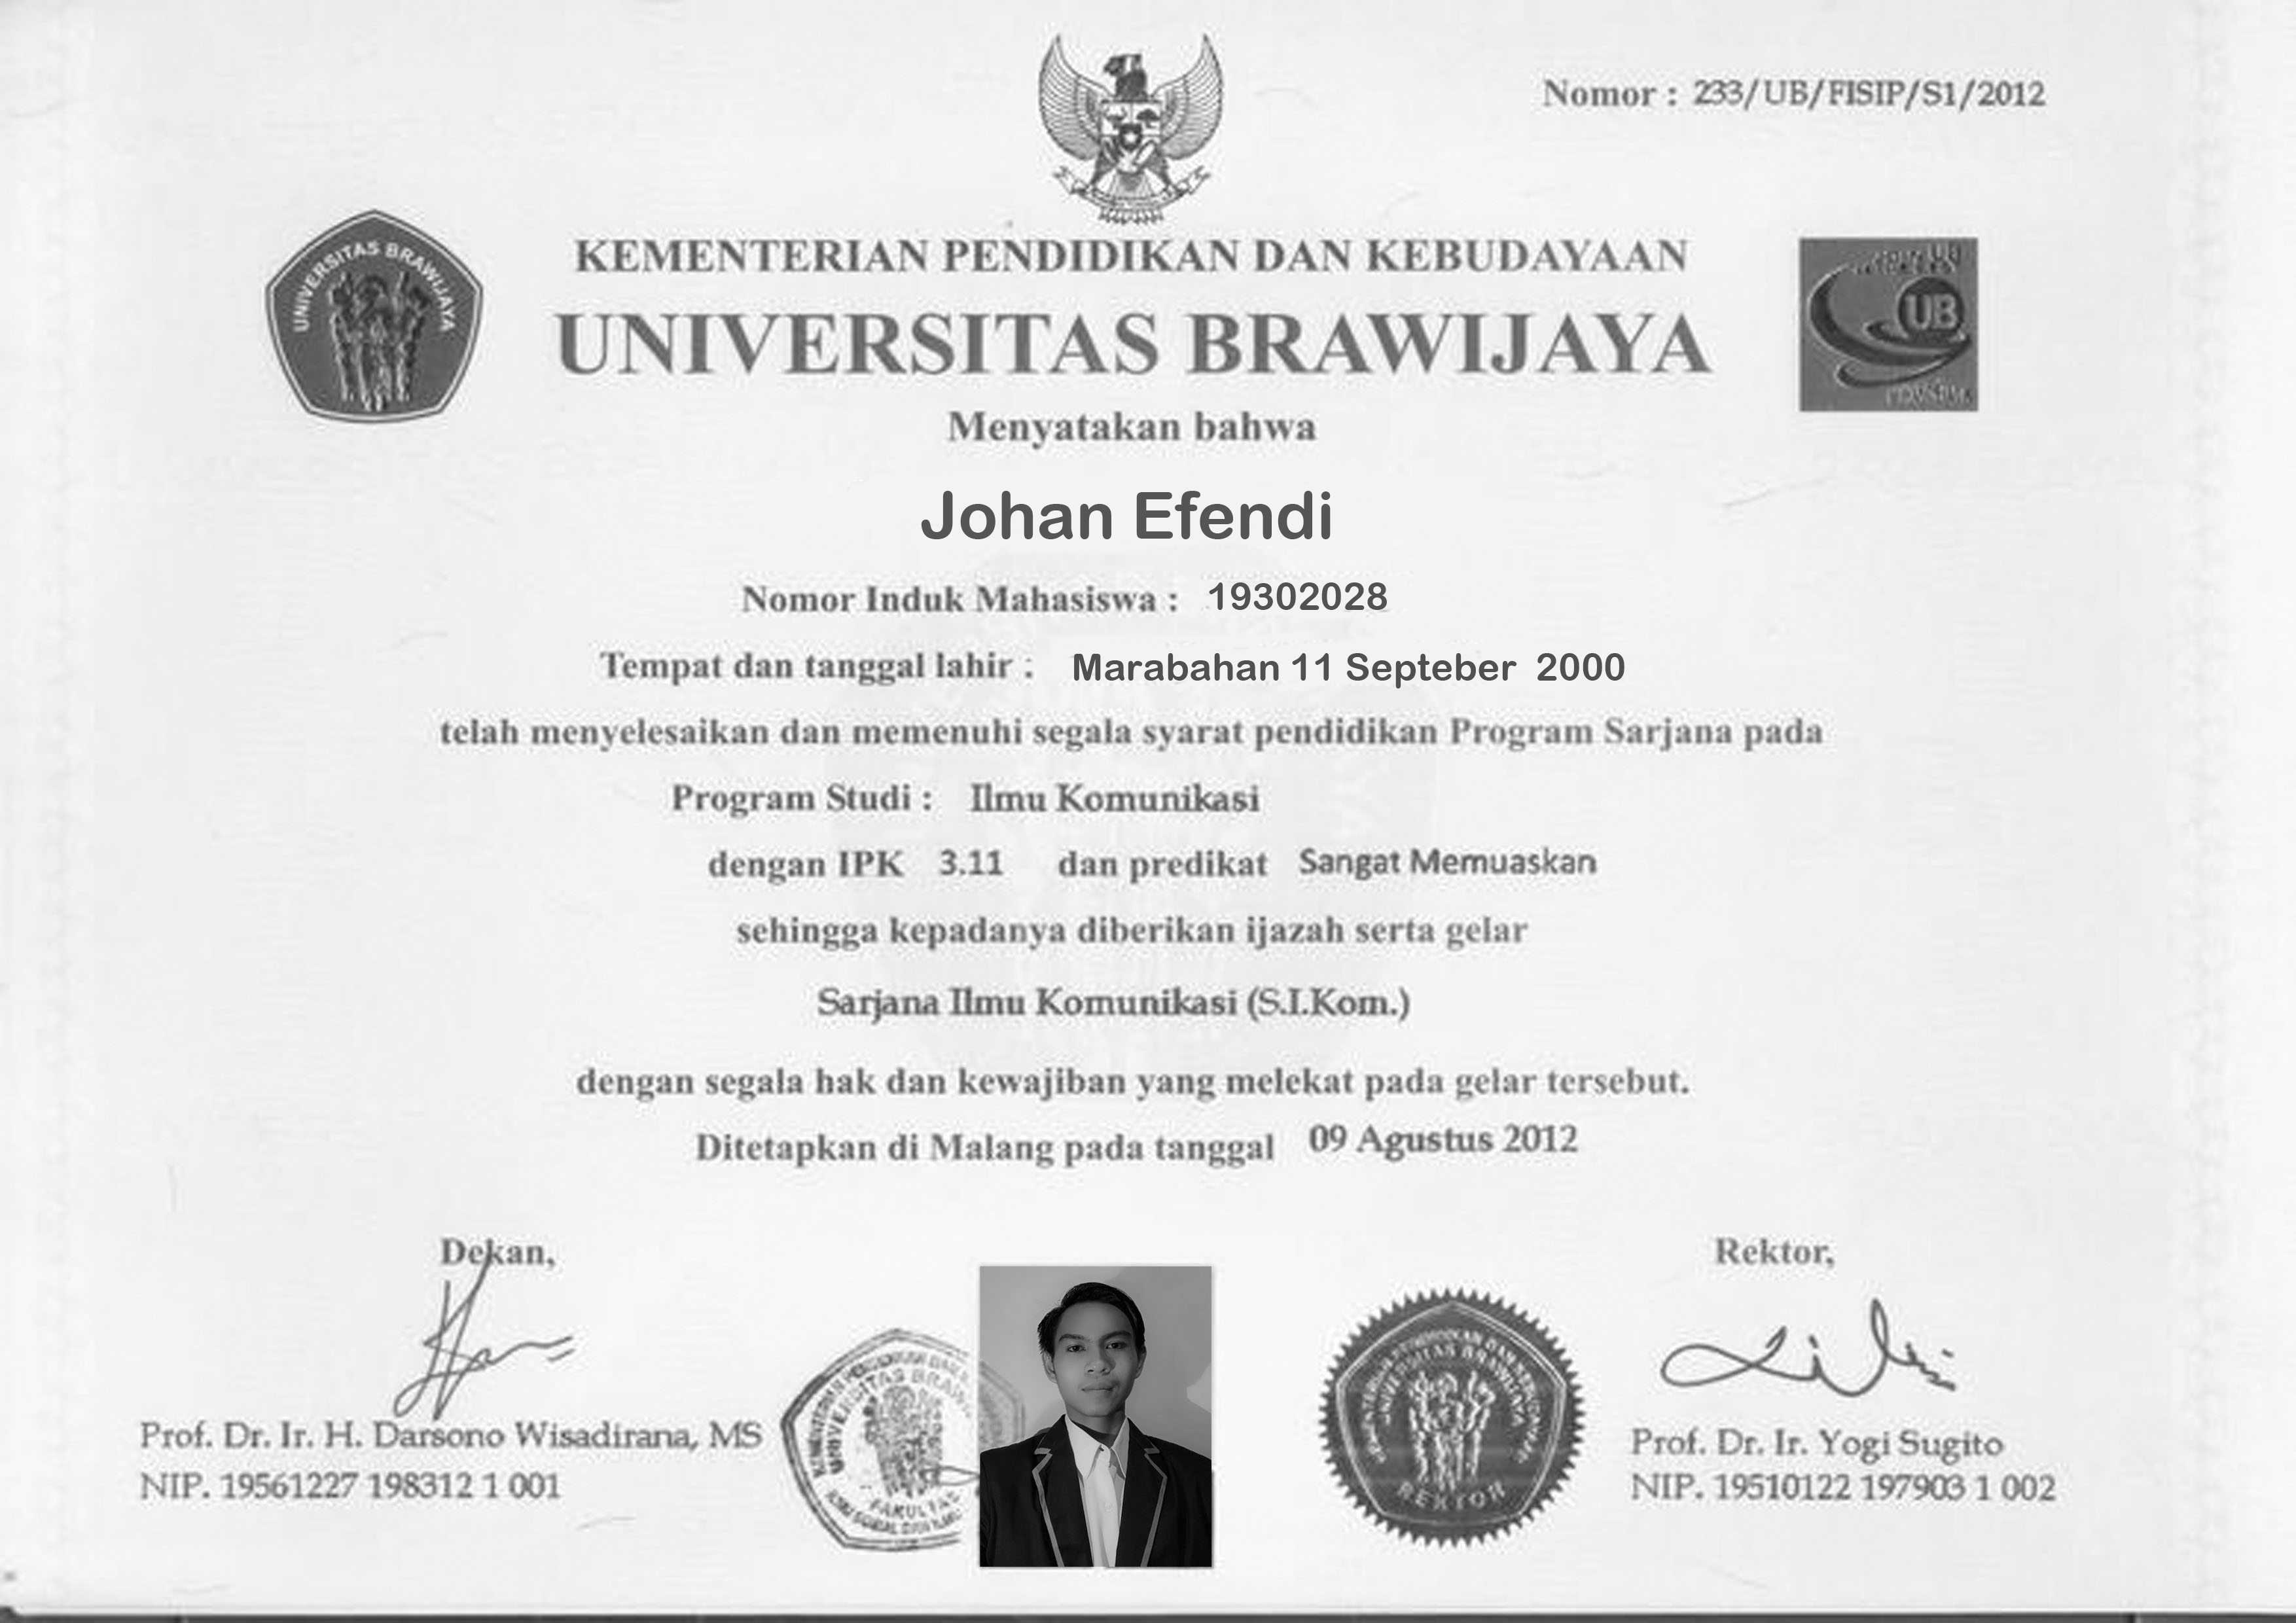 Nomor : 233/UB/FISIP/S1/2012
UNIVERSITAS BRAWIJAYA
KEMENTERIAN PENDIDIKAN DAN KEBUDAYAAN
UB
UNIVERSITAS BRAWIJAYA
Menyatakan bahwa
Johan Efendi
Nomor Induk Mahasiswa : 19302028
Tempat dan tanggal lahir : Marabahan 11 Septeber 2000
telah menyelesaikan dan memenuhi segala syarat pendidikan Program Sarjana pada
Program Studi : Ilmu Komunikasi
dengan IPK 3.11 dan predikat Sangat Memuaskan
sehingga kepadanya diberikan ijazah serta gelar
Sarjana Ilmu Komunikasi (S.I.Kom.)
dengan segala hak dan kewajiban yang melekat pada gelar tersebut.
Ditetapkan di Malang pada tanggal 09 Agustus 2012
Dekan,
Rektor,
UNIVERSITAS BRAW
FAKULTAS
UNIVERSITAS BRAWIJAYA
REKTOR
Prof. Dr. Ir. H. Darsono Wisadirana, MS
NIP. 19561227 198312 1 001
Prof. Dr. Ir. Yogi Sugito
NIP. 19510122 197903 1 002